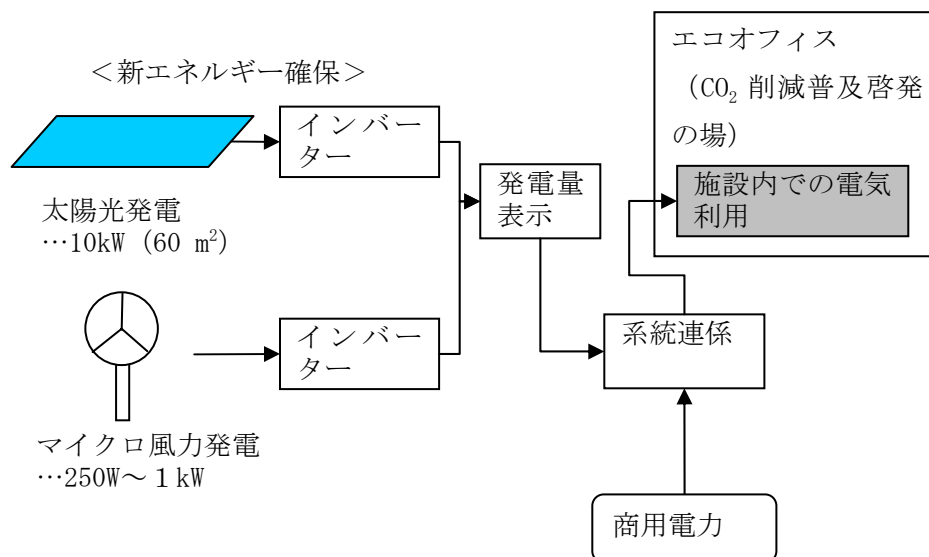 ＜新エネルギー確保＞
インバー
ター
太陽光発電
…10kW（60 m²）
発電量
表示
エコオフィス
（CO₂ 削減普及啓発
の場）
施設内での電気
利用
インバー
ター
系統連係
マイクロ風力発電
…250W～１kW
商用電力